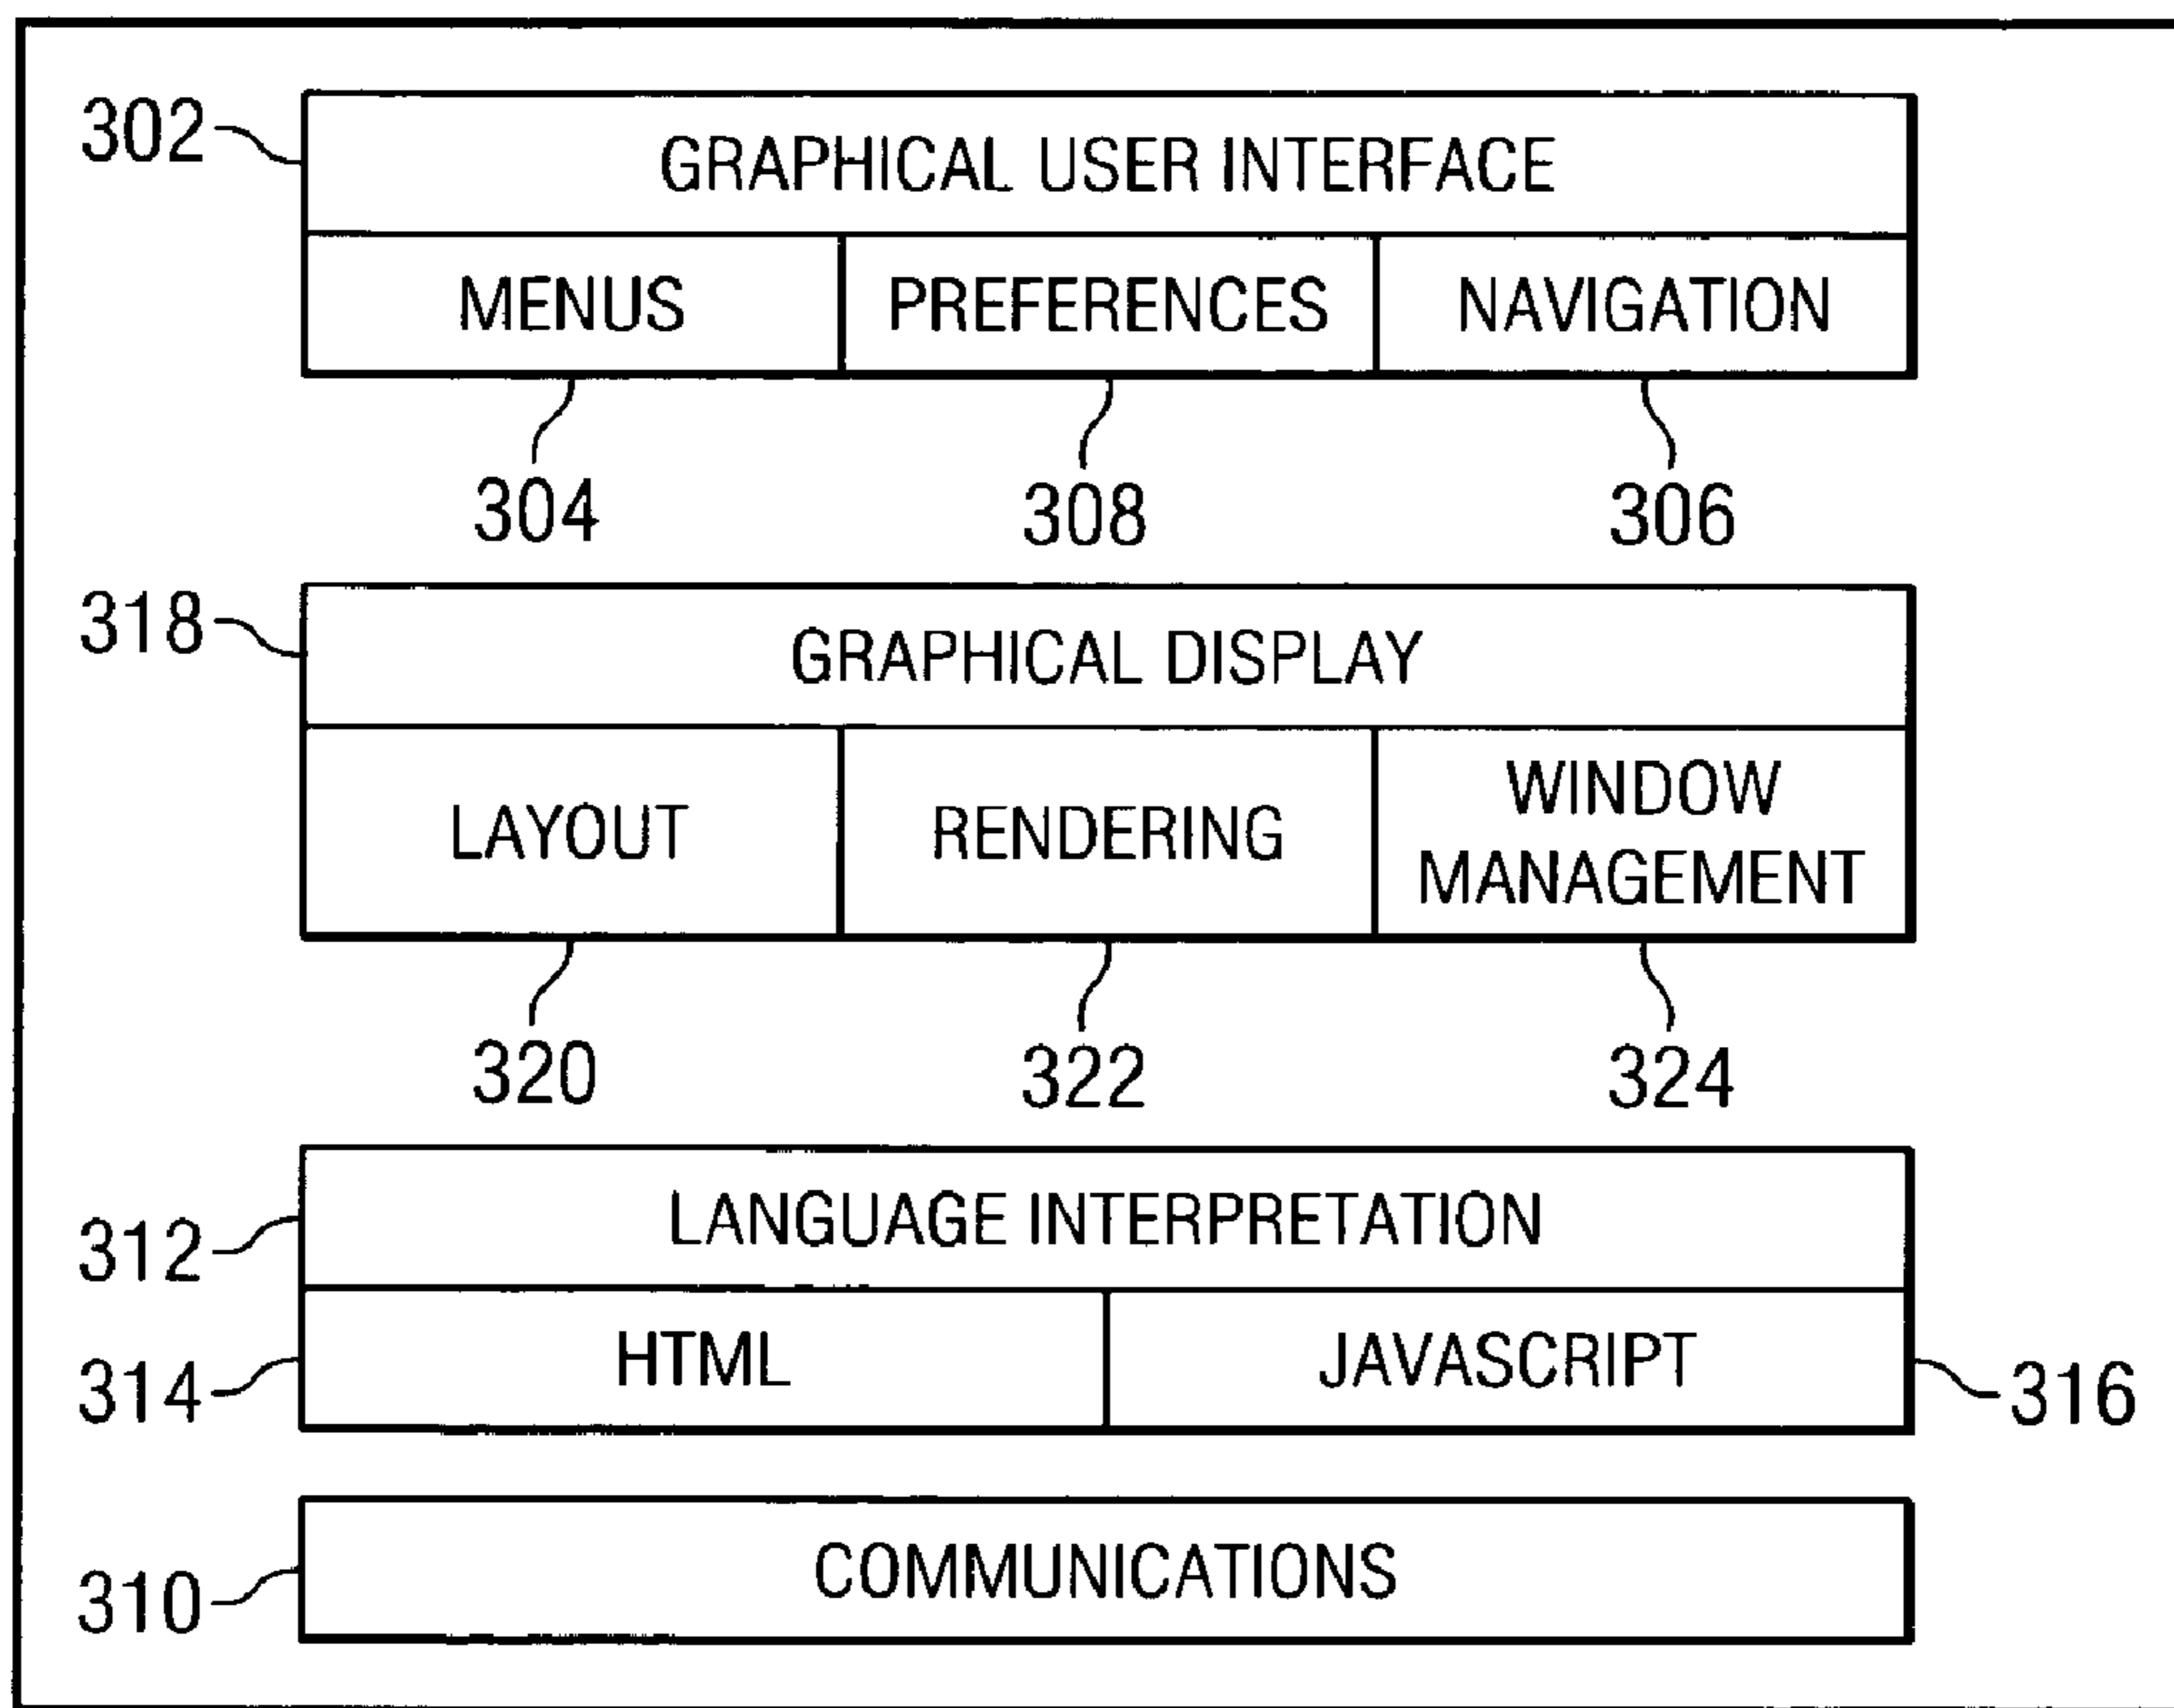 302
GRAPHICAL USER INTERFACE
MENUS PREFERENCES NAVIGATION
304 308 306
318
GRAPHICAL DISPLAY
LAYOUT RENDERING WINDOW MANAGEMENT
320 322 324
312
LANGUAGE INTERPRETATION
314
HTML JAVASCRIPT
316
310
COMMUNICATIONS